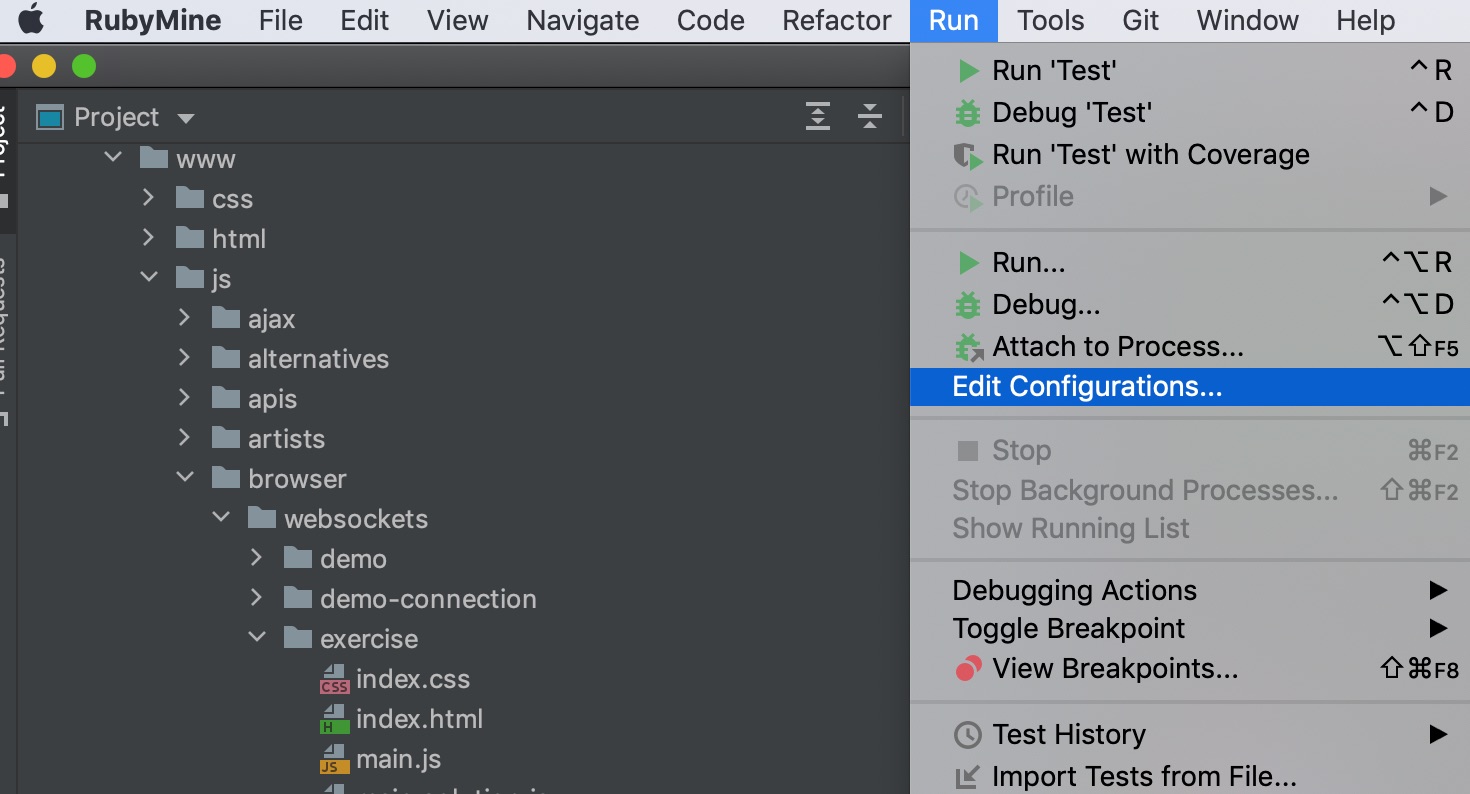 RubyMine File Edit View Navigate Code Refactor Run Tools Git Window Help
Project
Project
www
css
html
js
ajax
alternatives
apis
artists
browser
websockets
demo
demo-connection
exercise
index.css
index.html
main.js
Run 'Test' ⌃R
Debug 'Test' ⌃D
Run 'Test' with Coverage
Profile
Run... ⌃⌥R
Debug... ⌃⌥D
Attach to Process... ⌥⇧F5
Edit Configurations...
Stop ⌘F2
Stop Background Processes... ⇧⌘F2
Show Running List
Debugging Actions
Toggle Breakpoint
View Breakpoints... ⇧⌘F8
Test History
Import Tests from File...